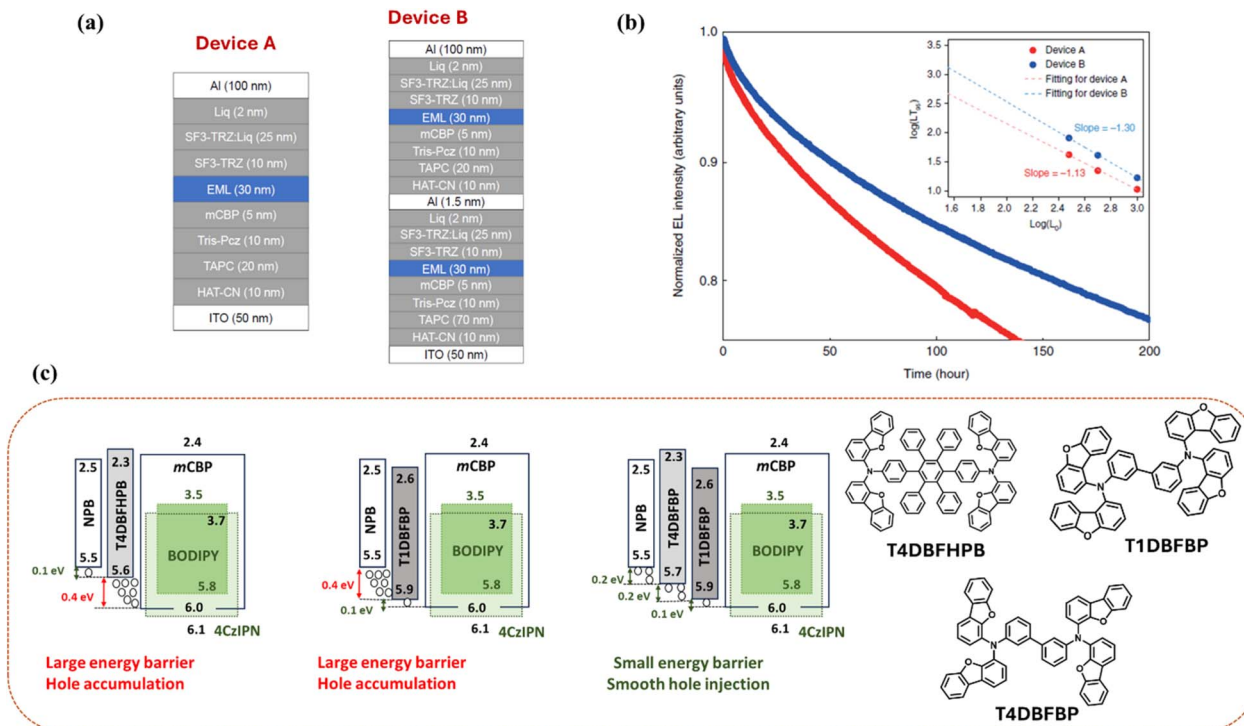 (a)
Device A
Al (100 nm)
Liq (2 nm)
SF3-TRZ:Liq (25 nm)
SF3-TRZ (10 nm)
EML (30 nm)
mCBP (5 nm)
Tris-Pcz (10 nm)
TAPC (20 nm)
HAT-CN (10 nm)
ITO (50 nm)
Device B
Al (100 nm)
Liq (2 nm)
SF3-TRZ:Liq (25 nm)
SF3-TRZ (10 nm)
EML (30 nm)
mCBP (5 nm)
Tris-Pcz (10 nm)
TAPC (20 nm)
HAT-CN (10 nm)
Al (1.5 nm)
Liq (2 nm)
SF3-TRZ:Liq (25 nm)
SF3-TRZ (10 nm)
EML (30 nm)
mCBP (5 nm)
Tris-Pcz (10 nm)
TAPC (70 nm)
HAT-CN (10 nm)
ITO (50 nm)
(b)
Normalized EL intensity (arbitrary units)
1.0
0.9
0.8
0
50
100
150
200
Time (hour)
log(LT95)
3.5
3.0
2.5
2.0
1.5
1.0
1.6
1.8
2.0
2.2
2.4
2.6
2.8
3.0
Log(L0)
Device A
Device B
Fitting for device A
Fitting for device B
Slope = –1.30
Slope = –1.13
(c)
2.5
NPB
5.5
0.1 eV
0.4 eV
2.3
T4DBFHPB
5.6
2.4
mCBP
3.5
3.7
BODIPY
5.8
6.0
6.1
4CzIPN
Large energy barrier
Hole accumulation
2.5
NPB
5.5
0.4 eV
0.1 eV
2.6
T1DBFBP
5.9
2.4
mCBP
3.5
3.7
BODIPY
5.8
6.0
6.1
4CzIPN
Large energy barrier
Hole accumulation
2.5
NPB
5.5
0.2 eV
0.2 eV
0.1 eV
2.3
T4DBFBP
5.7
2.6
T1DBFBP
5.9
2.4
mCBP
3.5
3.7
BODIPY
5.8
6.0
6.1
4CzIPN
Small energy barrier
Smooth hole injection
O
O
N
N
O
O
T4DBFHPB
O
O
N
N
O
O
T1DBFBP
O
O
N
N
O
O
T4DBFBP